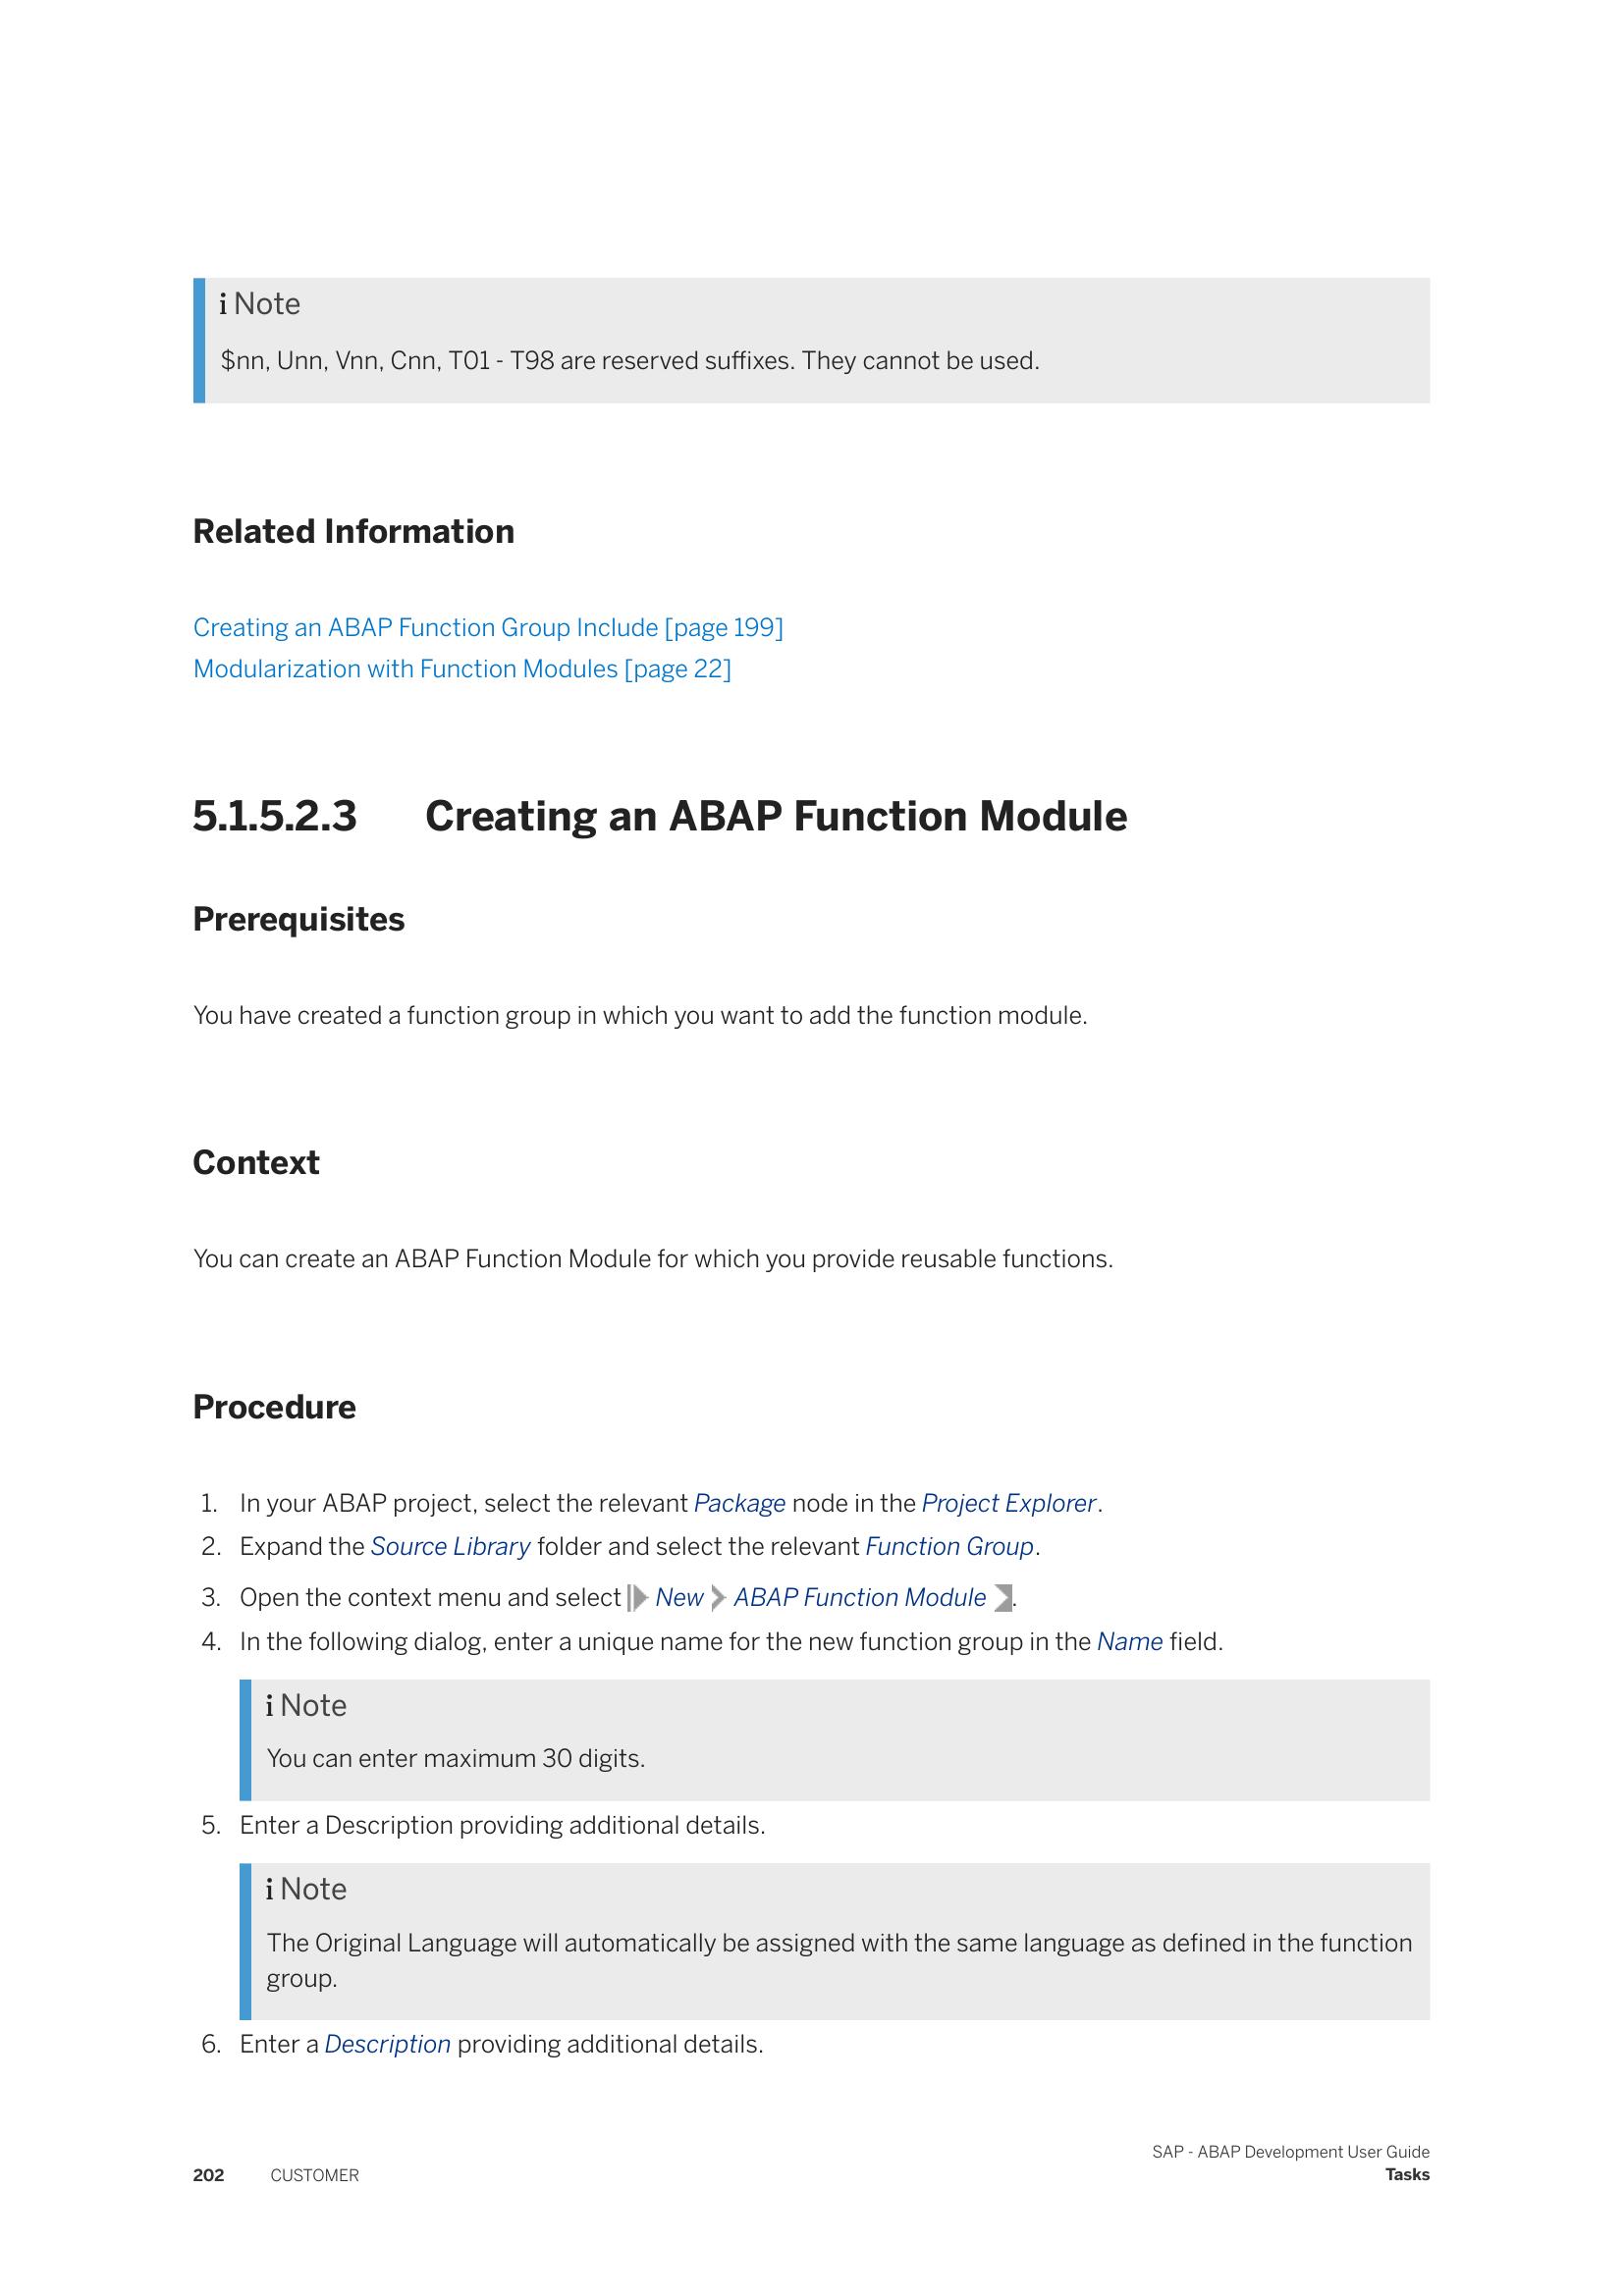 i Note
$nn, Unn, Vnn, Cnn, T01 - T98 are reserved suffixes. They cannot be used.
Related Information
Creating an ABAP Function Group Include [page 199]
Modularization with Function Modules [page 22]
5.1.5.2.3 Creating an ABAP Function Module
Prerequisites
You have created a function group in which you want to add the function module.
Context
You can create an ABAP Function Module for which you provide reusable functions.
Procedure
1. In your ABAP project, select the relevant Package node in the Project Explorer.
2. Expand the Source Library folder and select the relevant Function Group.
3. Open the context menu and select New ABAP Function Module .
4. In the following dialog, enter a unique name for the new function group in the Name field.
i Note
You can enter maximum 30 digits.
5. Enter a Description providing additional details.
i Note
The Original Language will automatically be assigned with the same language as defined in the function
group.
6. Enter a Description providing additional details.
SAP - ABAP Development User Guide
202 CUSTOMER Tasks